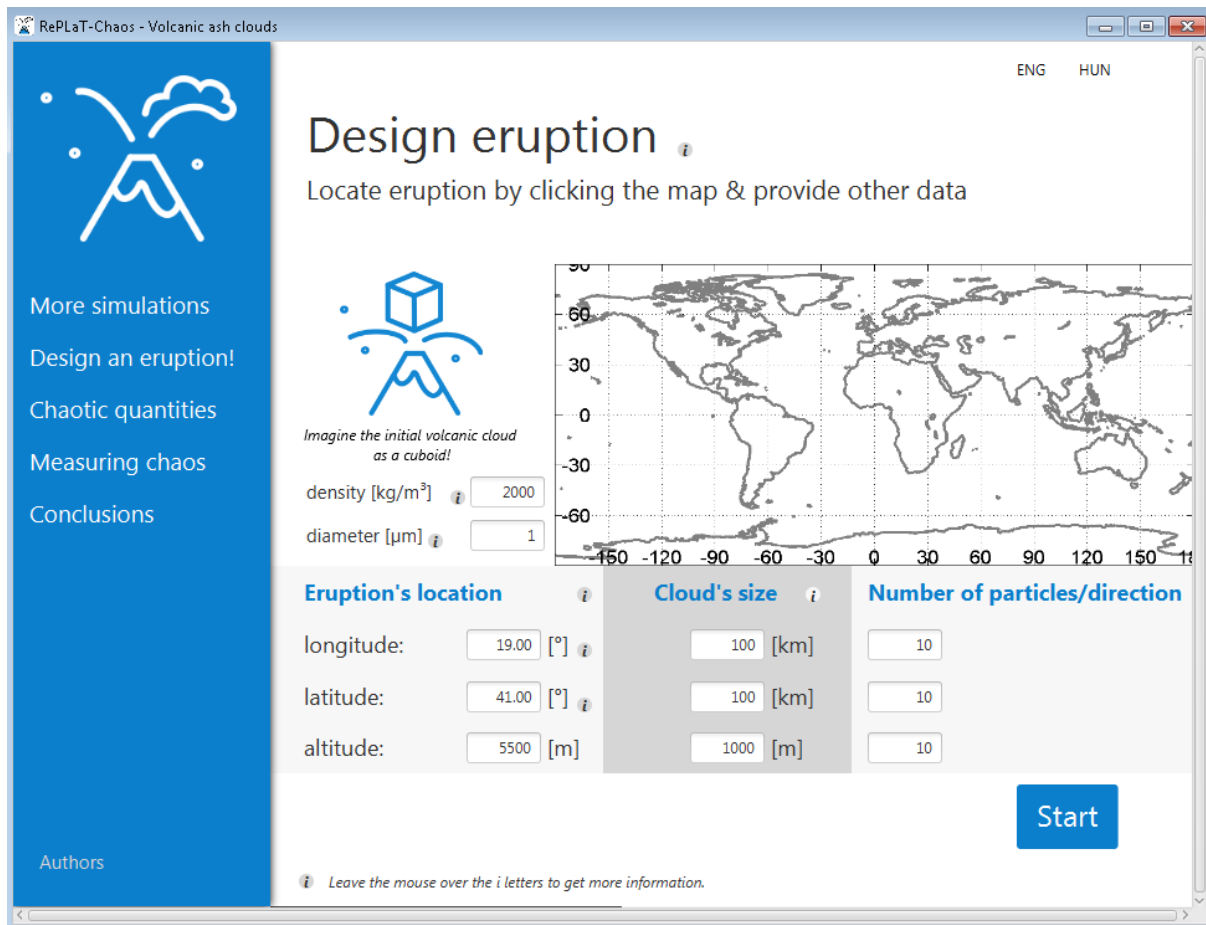 RePLaT-Chaos - Volcanic ash clouds
ENG HUN
Design eruption i
Locate eruption by clicking the map & provide other data
More simulations
Design an eruption!
Chaotic quantities
Measuring chaos
Conclusions
Authors
Imagine the initial volcanic cloud
as a cuboid!
density [kg/m³] i 2000
diameter [µm] i 1
90
60
30
0
-30
-60
-150 -120 -90 -60 -30 0 30 60 90 120 150
Eruption's location i Cloud's size i Number of particles/direction
longitude: 19.00 [°] i 100 [km] 10
latitude: 41.00 [°] i 100 [km] 10
altitude: 5500 [m] 1000 [m] 10
Start
i Leave the mouse over the i letters to get more information.